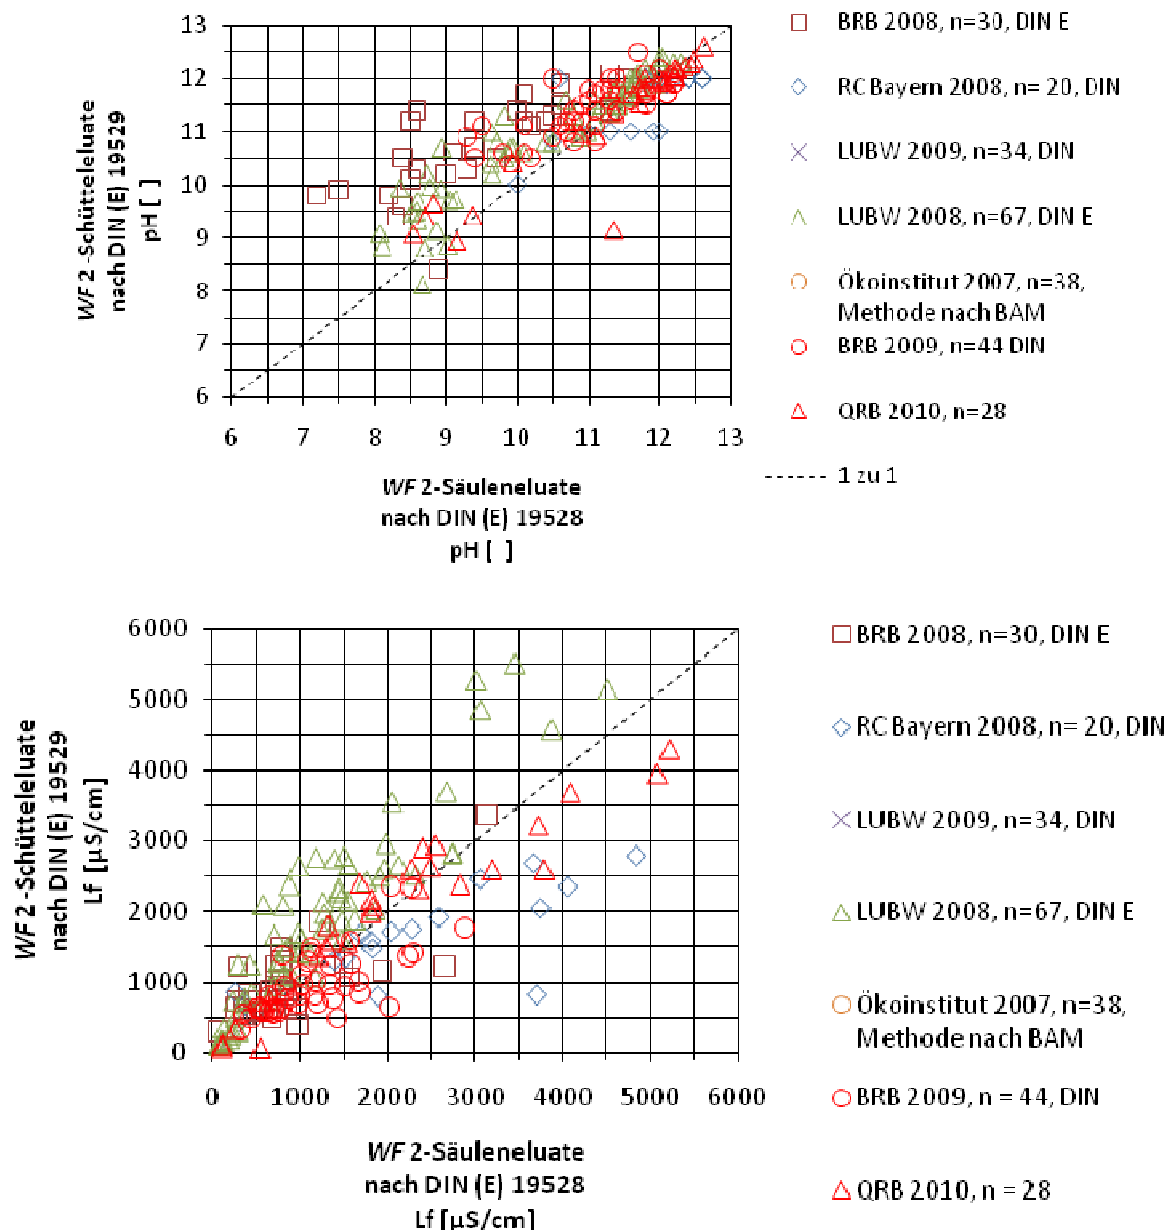 13
12
11
10
9
8
7
6
6 7 8 9 10 11 12 13
WF 2 -Schütteleluate
nach DIN (E) 19529
pH [ ]
WF 2-Säuleneluate
nach DIN (E) 19528
pH [ ]
BRB 2008, n=30, DIN E
RC Bayern 2008, n= 20, DIN
LUBW 2009, n=34, DIN
LUBW 2008, n=67, DIN E
Ökoinstitut 2007, n=38,
Methode nach BAM
BRB 2009, n=44 DIN
QRB 2010, n=28
1 zu 1
6000
5000
4000
3000
2000
1000
0
0 1000 2000 3000 4000 5000 6000
WF 2 -Schütteleluate
nach DIN (E) 19529
Lf [µS/cm]
WF 2-Säuleneluate
nach DIN (E) 19528
Lf [µS/cm]
BRB 2008, n=30, DIN E
RC Bayern 2008, n= 20, DIN
LUBW 2009, n=34, DIN
LUBW 2008, n=67, DIN E
Ökoinstitut 2007, n=38,
Methode nach BAM
BRB 2009, n = 44, DIN
QRB 2010, n = 28